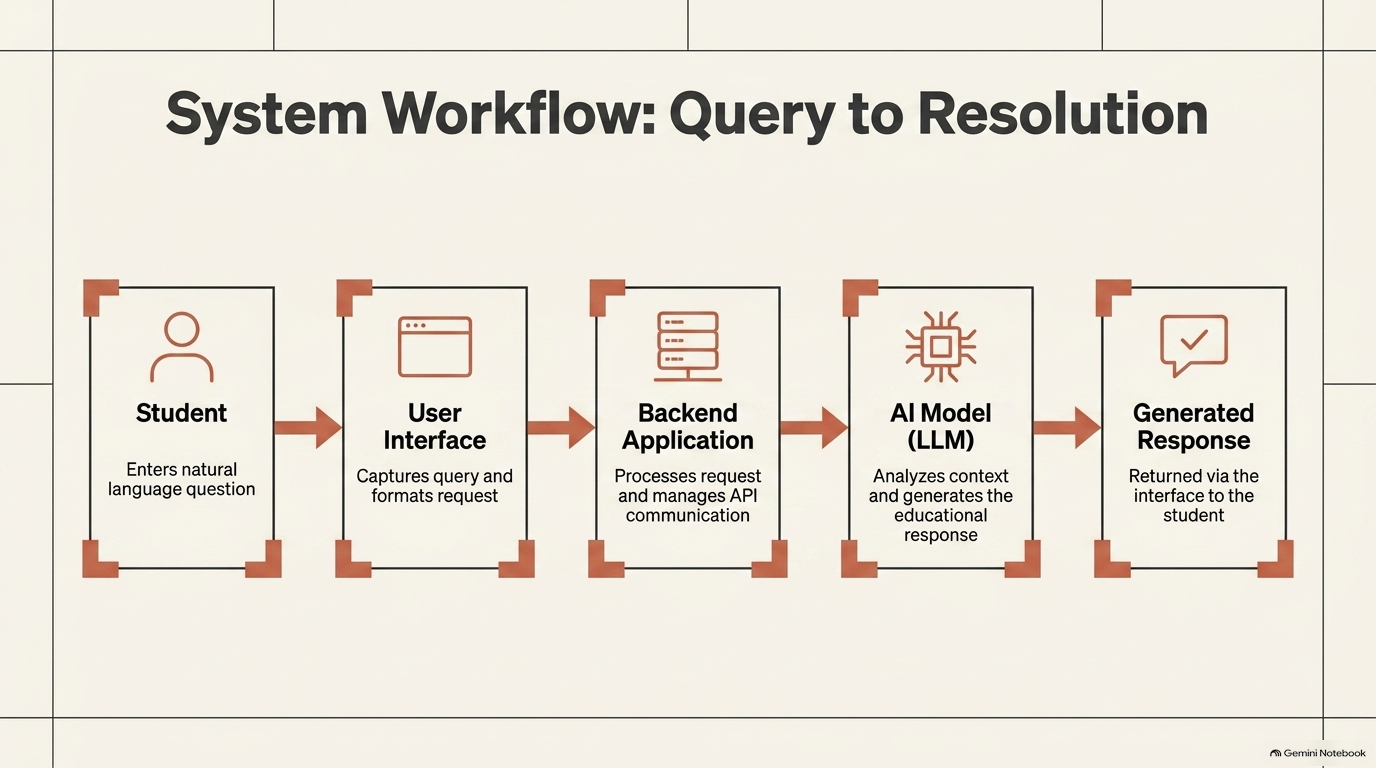 System Workflow: Query to Resolution
Student
Enters natural
language question
User
Interface
Captures query and
formats request
Backend
Application
Processes request
and manages API
communication
AI Model
(LLM)
Analyzes context
and generates the
educational
response
Generated
Response
Returned via the
interface to the
student
Gemini Notebook